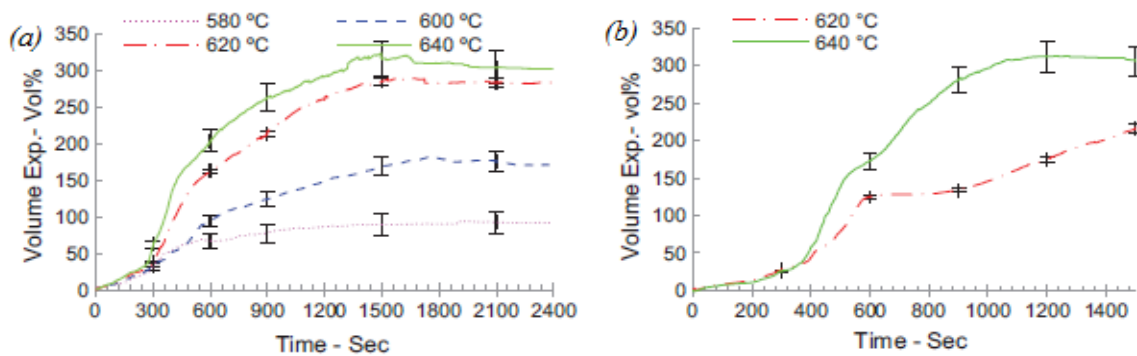 (a)
580 ºC
600 ºC
620 ºC
640 ºC
Volume Exp.- Vol%
350
300
250
200
150
100
50
0
0 300 600 900 1200 1500 1800 2100 2400
Time - Sec
(b)
620 ºC
640 ºC
Volume Exp.- vol%
350
300
250
200
150
100
50
0
0 200 400 600 800 1000 1200 1400
Time - Sec